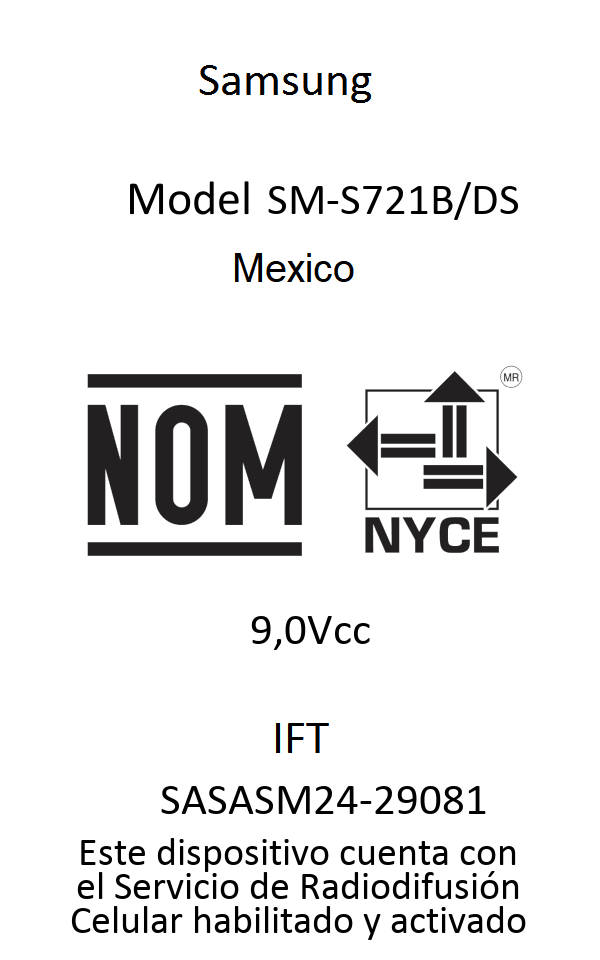 Samsung
Model SM-S721B/DS
Mexico
MR
NOM
NYCE
9,0Vcc
IFT
SASASM24-29081
Este dispositivo cuenta con
el Servicio de Radiodifusión
Celular habilitado y activado